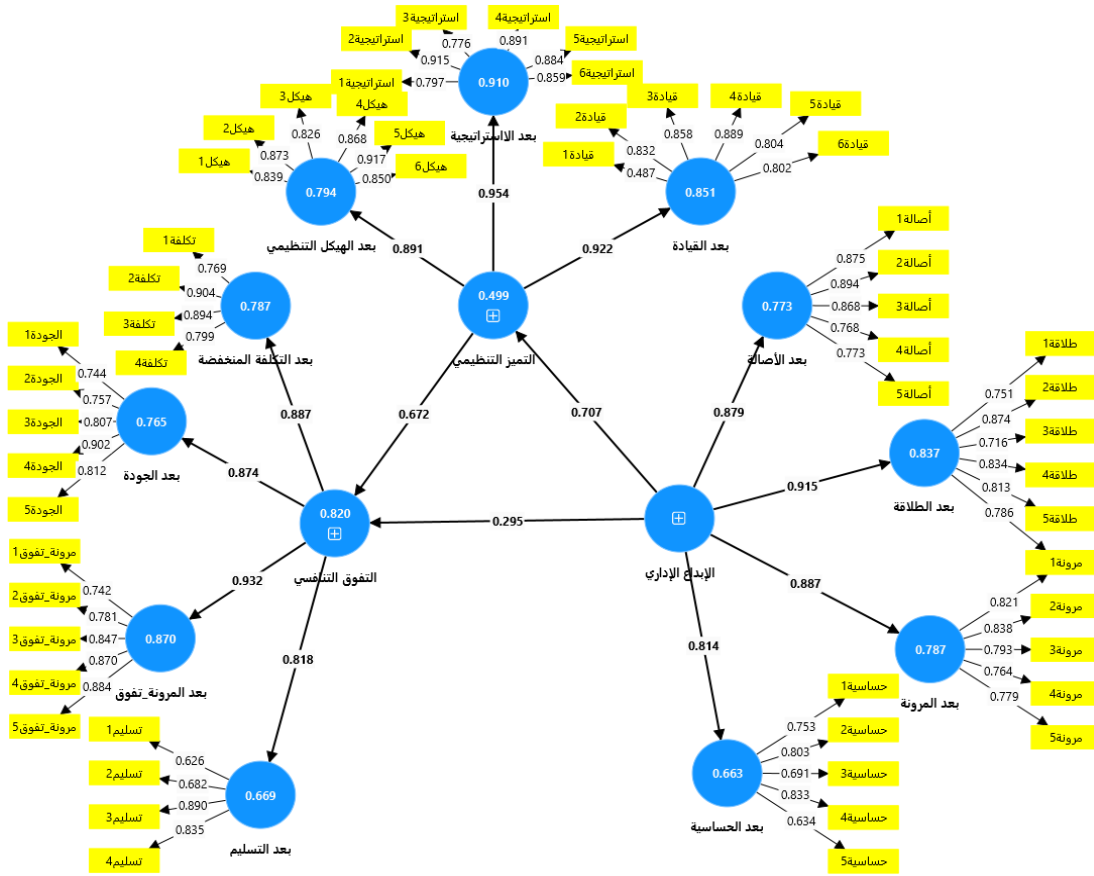 استراتيجية3
استراتيجية4
استراتيجية2
استراتيجية5
0.776
0.891
0.915
0.884
0.910
0.859
استراتيجية6
0.797
استراتيجية1
بعد الااستراتيجية
هيكل3
هيكل4
هيكل2
هيكل5
هيكل1
هيكل6
0.826
0.868
0.873
0.917
0.839
0.850
0.794
بعد الهيكل التنظيمي
قيادة3
قيادة4
قيادة5
قيادة2
قيادة6
قيادة1
0.858
0.889
0.832
0.804
0.487
0.802
0.851
بعد القيادة
0.954
0.891
0.922
0.499
التميز التنظيمي
تكلفة1
تكلفة2
تكلفة3
تكلفة4
0.769
0.904
0.894
0.799
0.787
بعد التكلفة المنخفضة
أصالة1
أصالة2
أصالة3
أصالة4
أصالة5
0.875
0.894
0.868
0.768
0.773
0.773
بعد الأصالة
الجودة1
الجودة2
الجودة3
الجودة4
الجودة5
0.744
0.757
0.807
0.902
0.812
0.765
بعد الجودة
طلاقة1
طلاقة2
طلاقة3
طلاقة4
طلاقة5
0.751
0.874
0.716
0.834
0.813
0.786
0.837
بعد الطلاقة
0.672
0.707
0.887
0.879
0.874
0.915
0.820
التفوق التنافسي
0.295
الإبداع الإداري
0.932
0.818
0.887
0.814
مرونة_تفوق1
مرونة_تفوق2
مرونة_تفوق3
مرونة_تفوق4
مرونة_تفوق5
0.742
0.781
0.847
0.870
0.884
0.870
بعد المرونة_تفوق
مرونة1
مرونة2
مرونة3
مرونة4
مرونة5
0.821
0.838
0.793
0.764
0.779
0.787
بعد المرونة
تسليم1
تسليم2
تسليم3
تسليم4
0.626
0.682
0.890
0.835
0.669
بعد التسليم
حساسية1
حساسية2
حساسية3
حساسية4
حساسية5
0.753
0.803
0.691
0.833
0.634
0.663
بعد الحساسية